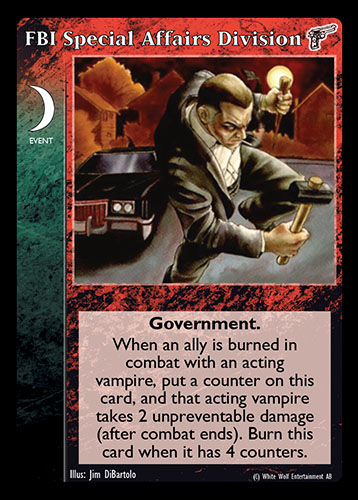 FBI Special Affairs Division
EVENT
Government.
When an ally is burned in
combat with an acting
vampire, put a counter on this
card, and that acting vampire
takes 2 unpreventable damage
(after combat ends). Burn this
card when it has 4 counters.
Illus: Jim DiBartolo
(C) White Wolf Entertainment AB